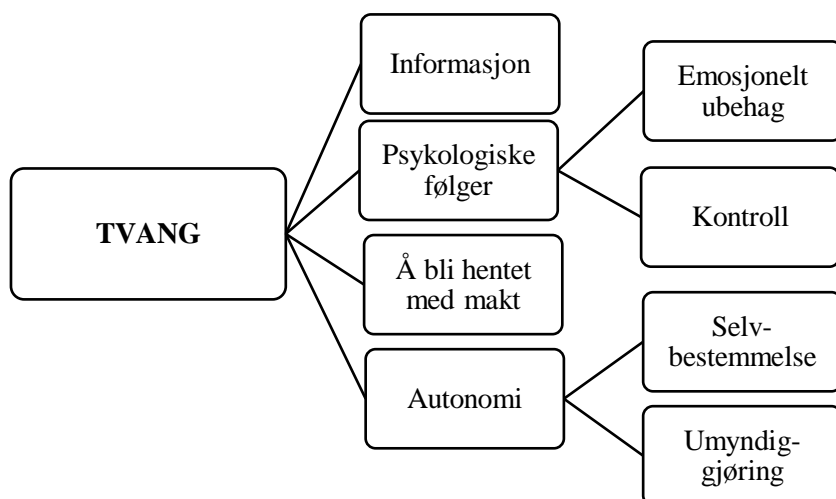 TVANG
Informasjon
Psykologiske
følger
Emosjonelt
ubehag
Kontroll
Å bli hentet
med makt
Autonomi
Selv-
bestemmelse
Umyndig-
gjøring